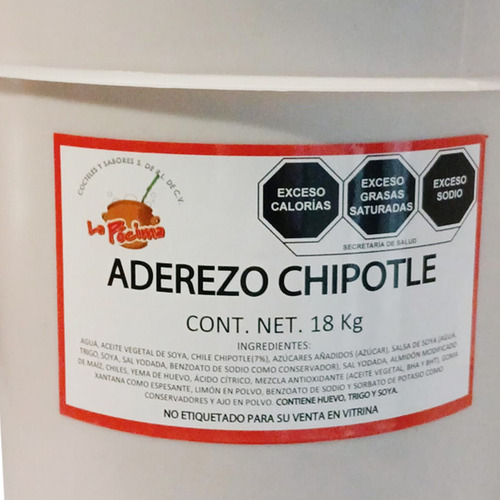 COCTELES Y SABORES S. DE R.L. DE C.V.
La Pócima
EXCESO
CALORÍAS
EXCESO
GRASAS
SATURADAS
EXCESO
SODIO
SECRETARÍA DE SALUD
ADEREZO CHIPOTLE
CONT. NET. 18 Kg
INGREDIENTES:
AGUA, ACEITE VEGETAL DE SOYA, CHILE CHIPOTLE(7%), AZÚCARES AÑADIDOS (AZÚCAR), SALSA DE SOYA (AGUA,
TRIGO, SOYA, SAL YODADA, BENZOATO DE SODIO COMO CONSERVADOR), SAL YODADA, ALMIDÓN MODIFICADO
DE MAÍZ, CHILES, YEMA DE HUEVO, ÁCIDO CÍTRICO, MEZCLA ANTIOXIDANTE (ACEITE VEGETAL, BHA Y BHT), GOMA
XANTANA COMO ESPESANTE, LIMÓN EN POLVO, BENZOATO DE SODIO Y SORBATO DE POTASIO COMO
CONSERVADORES Y AJO EN POLVO. CONTIENE HUEVO, TRIGO Y SOYA.
NO ETIQUETADO PARA SU VENTA EN VITRINA